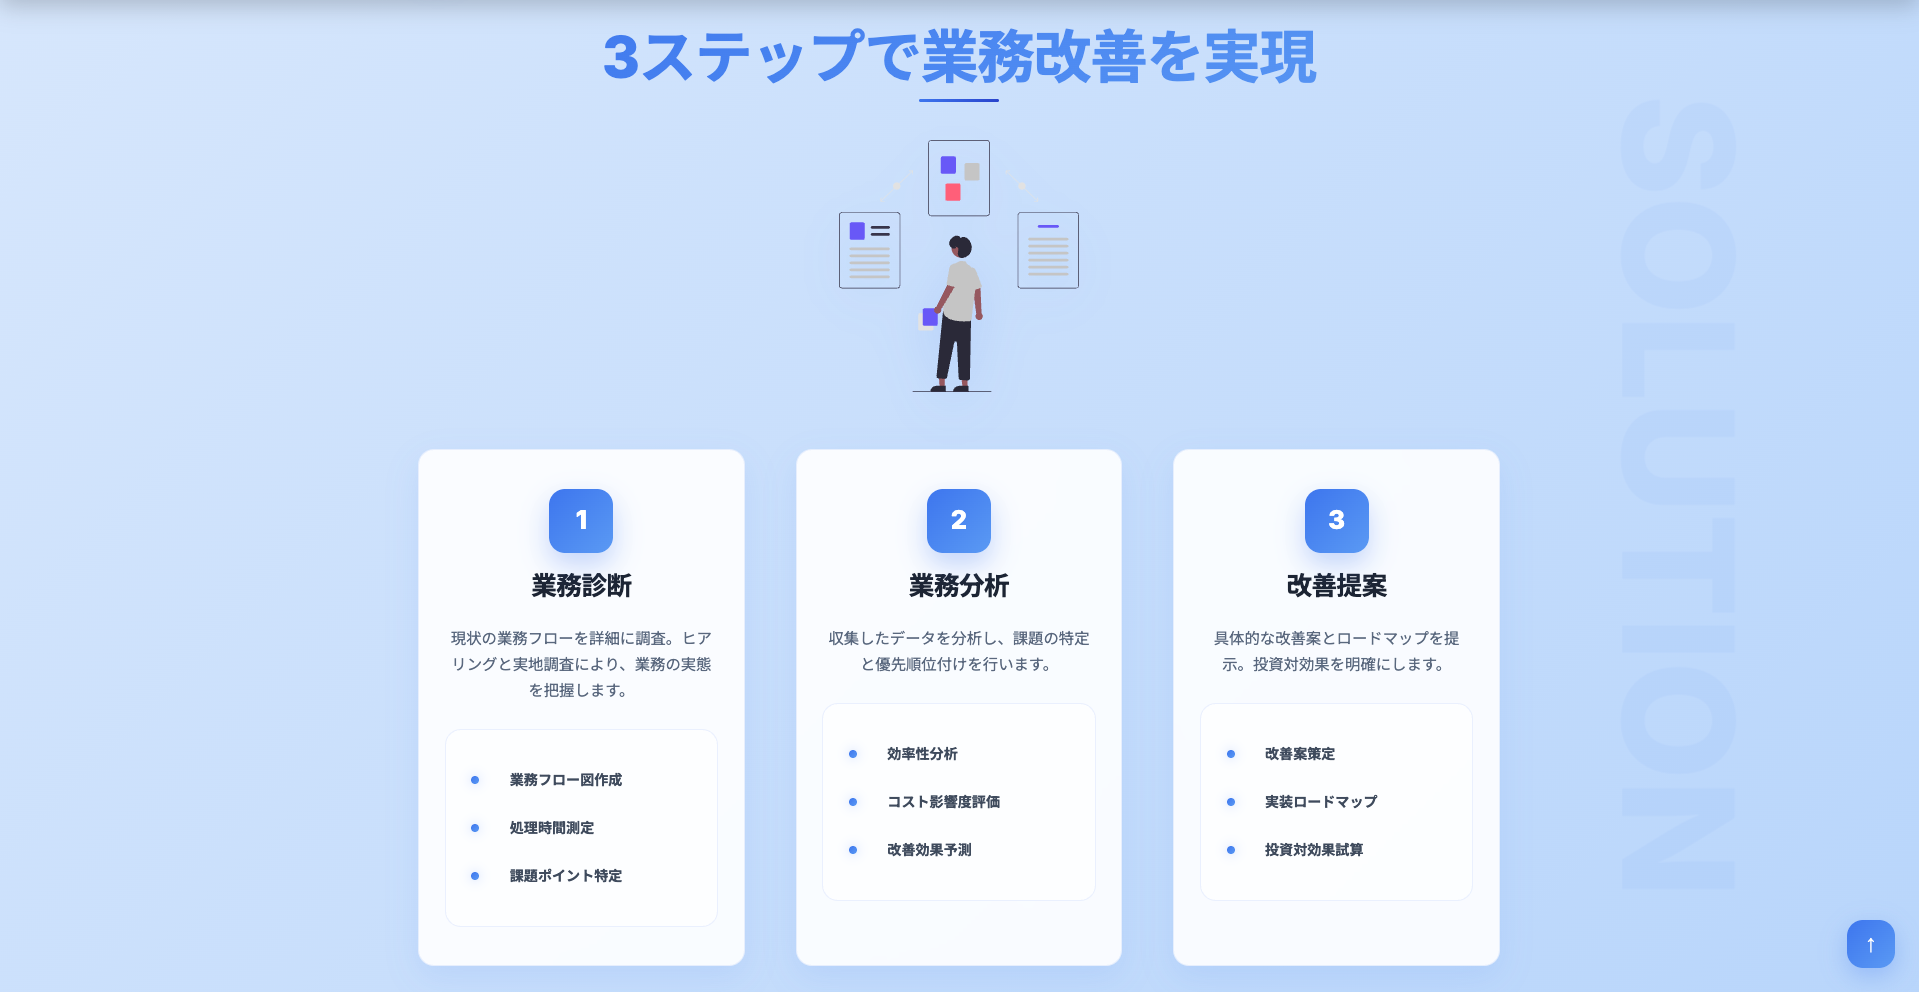 3ステップで業務改善を実現
SOLUTION
1
業務診断
現状の業務フローを詳細に調査。ヒア
リングと実地調査により、業務の実態
を把握します。
業務フロー図作成
処理時間測定
課題ポイント特定
2
業務分析
収集したデータを分析し、課題の特定
と優先順位付けを行います。
効率性分析
コスト影響度評価
改善効果予測
3
改善提案
具体的な改善案とロードマップを提
示。投資対効果を明確にします。
改善案策定
実装ロードマップ
投資対効果試算
↑